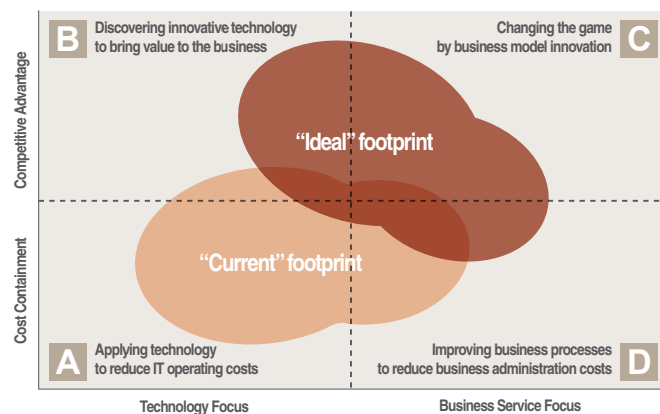 B
Discovering innovative technology
to bring value to the business
Changing the game
by business model innovation
C
Competitive Advantage
“Ideal” footprint
Cost Containment
“Current” footprint
A
Applying technology
to reduce IT operating costs
Improving business processes
to reduce business administration costs
D
Technology Focus
Business Service Focus